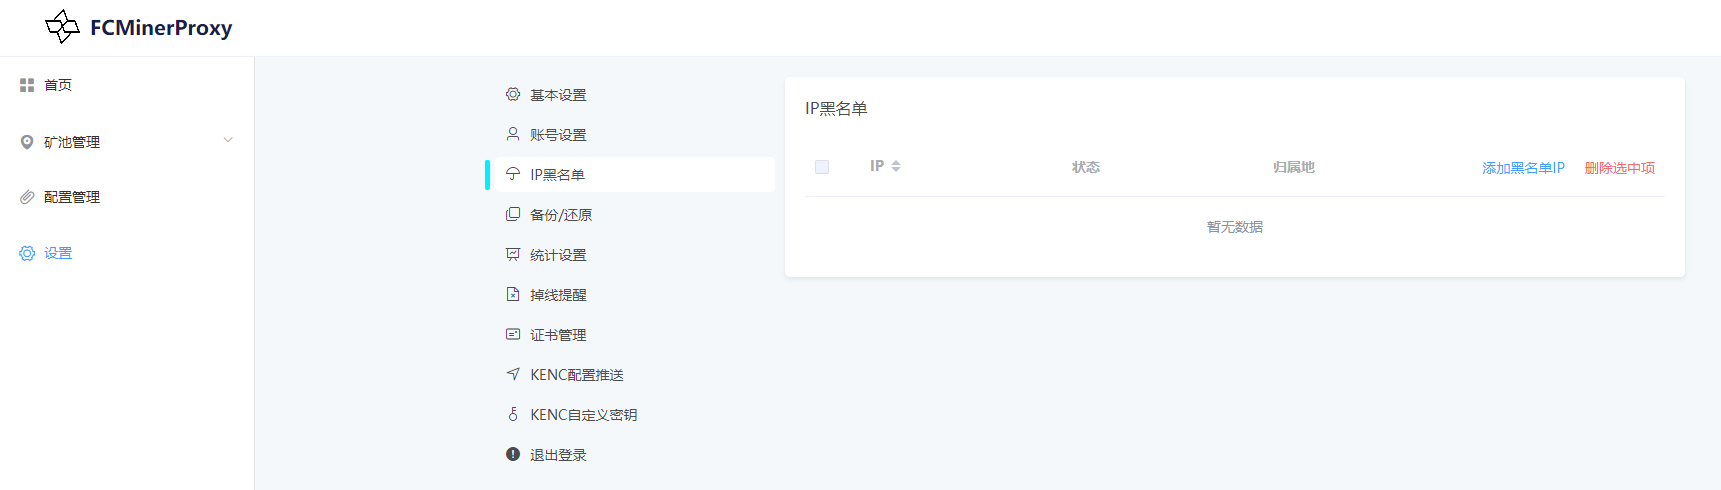 FCMinerProxy
首页
矿池管理
配置管理
设置
基本设置
账号设置
IP黑名单
备份/还原
统计设置
掉线提醒
证书管理
KENC配置推送
KENC自定义密钥
退出登录
IP黑名单
IP 状态 归属地 添加黑名单IP 删除选中项
暂无数据